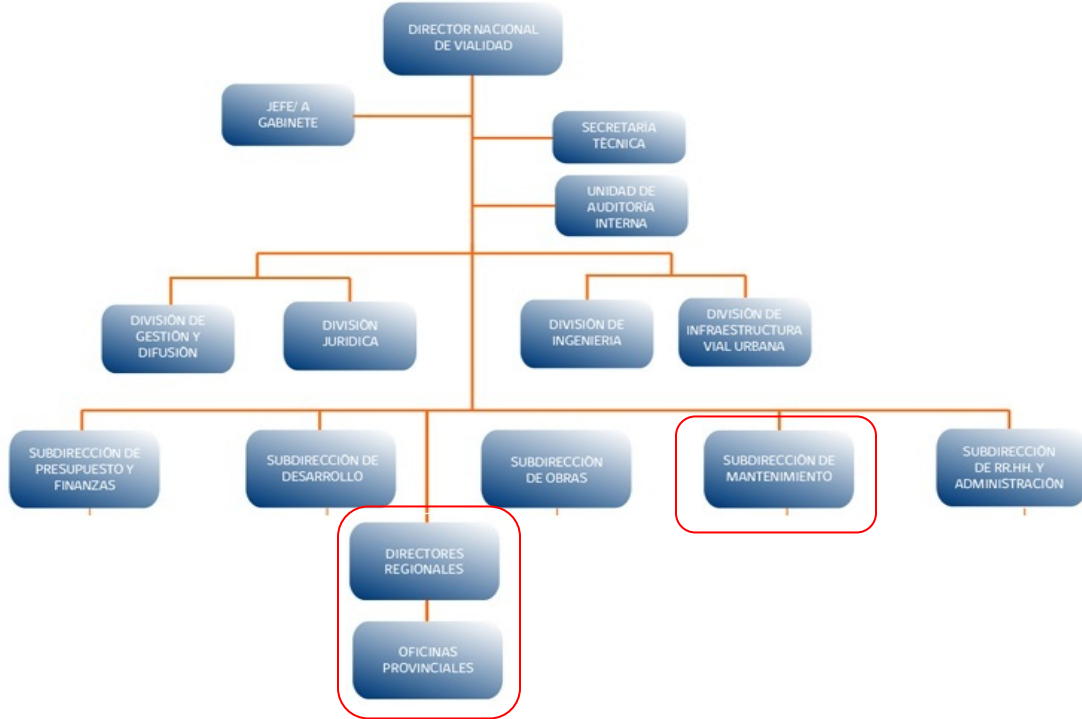 DIRECTOR NACIONAL
DE VIALIDAD
JEFE/ A
GABINETE
SECRETARÍA
TÈCNICA
UNIDAD DE
AUDITORÍA
INTERNA
DIVISIÓN DE
GESTIÓN Y
DIFUSIÓN
DIVISIÓN
JURIDICA
DIVISIÓN DE
INGENIERIA
DIVISIÓN DE
INFRAESTRUCTURA
VIAL URBANA
SUBDIRECCIÓN DE
PRESUPUESTO Y
FINANZAS
SUBDIRECCIÓN DE
DESARROLLO
SUBDIRECCIÓN
DE OBRAS
SUBDIRECCIÓN DE
MANTENIMIENTO
SUBDIRECCIÓN
DE RR.HH. Y
ADMINISTRACIÓN
DIRECTORES
REGIONALES
OFICINAS
PROVINCIALES